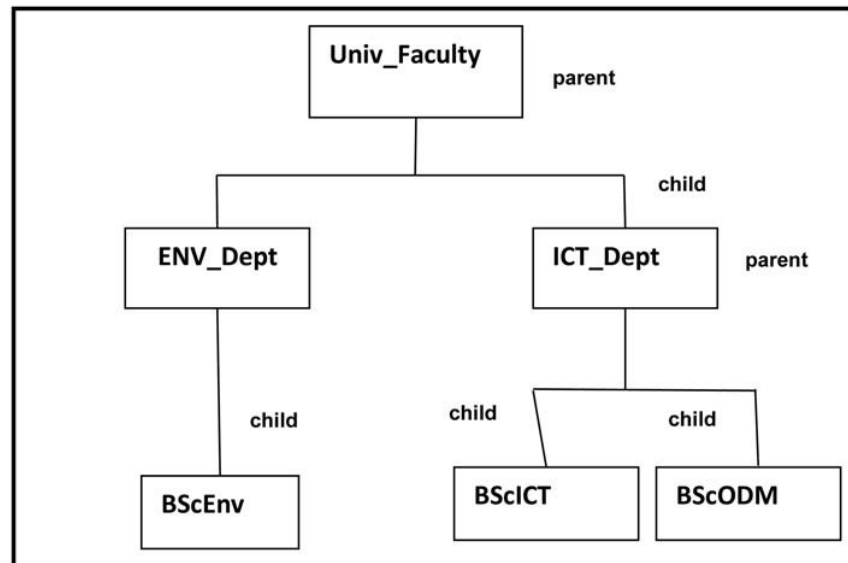 Univ_Faculty
parent
child
ENV_Dept
ICT_Dept
parent
child
child
child
BScEnv
BScICT
BScODM